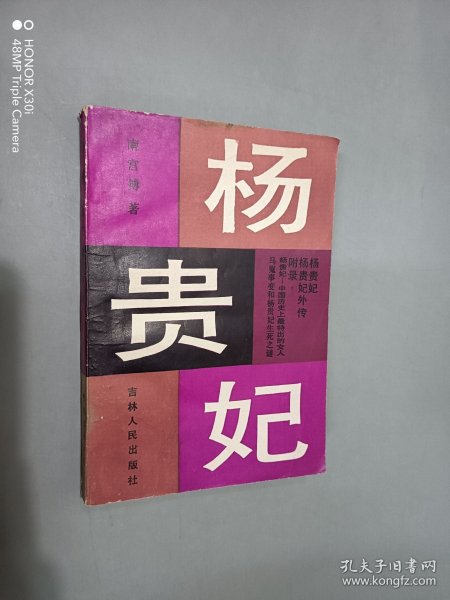 HONOR X30i
48MP Triple Camera
南宫博 著
杨
贵
妃
杨贵妃
杨贵妃外传
附录：
杨贵妃：中国历史上最特出的女人
马嵬事变和杨贵妃生死之谜
吉林人民出版社
孔夫子旧书网
www.kongfz.com